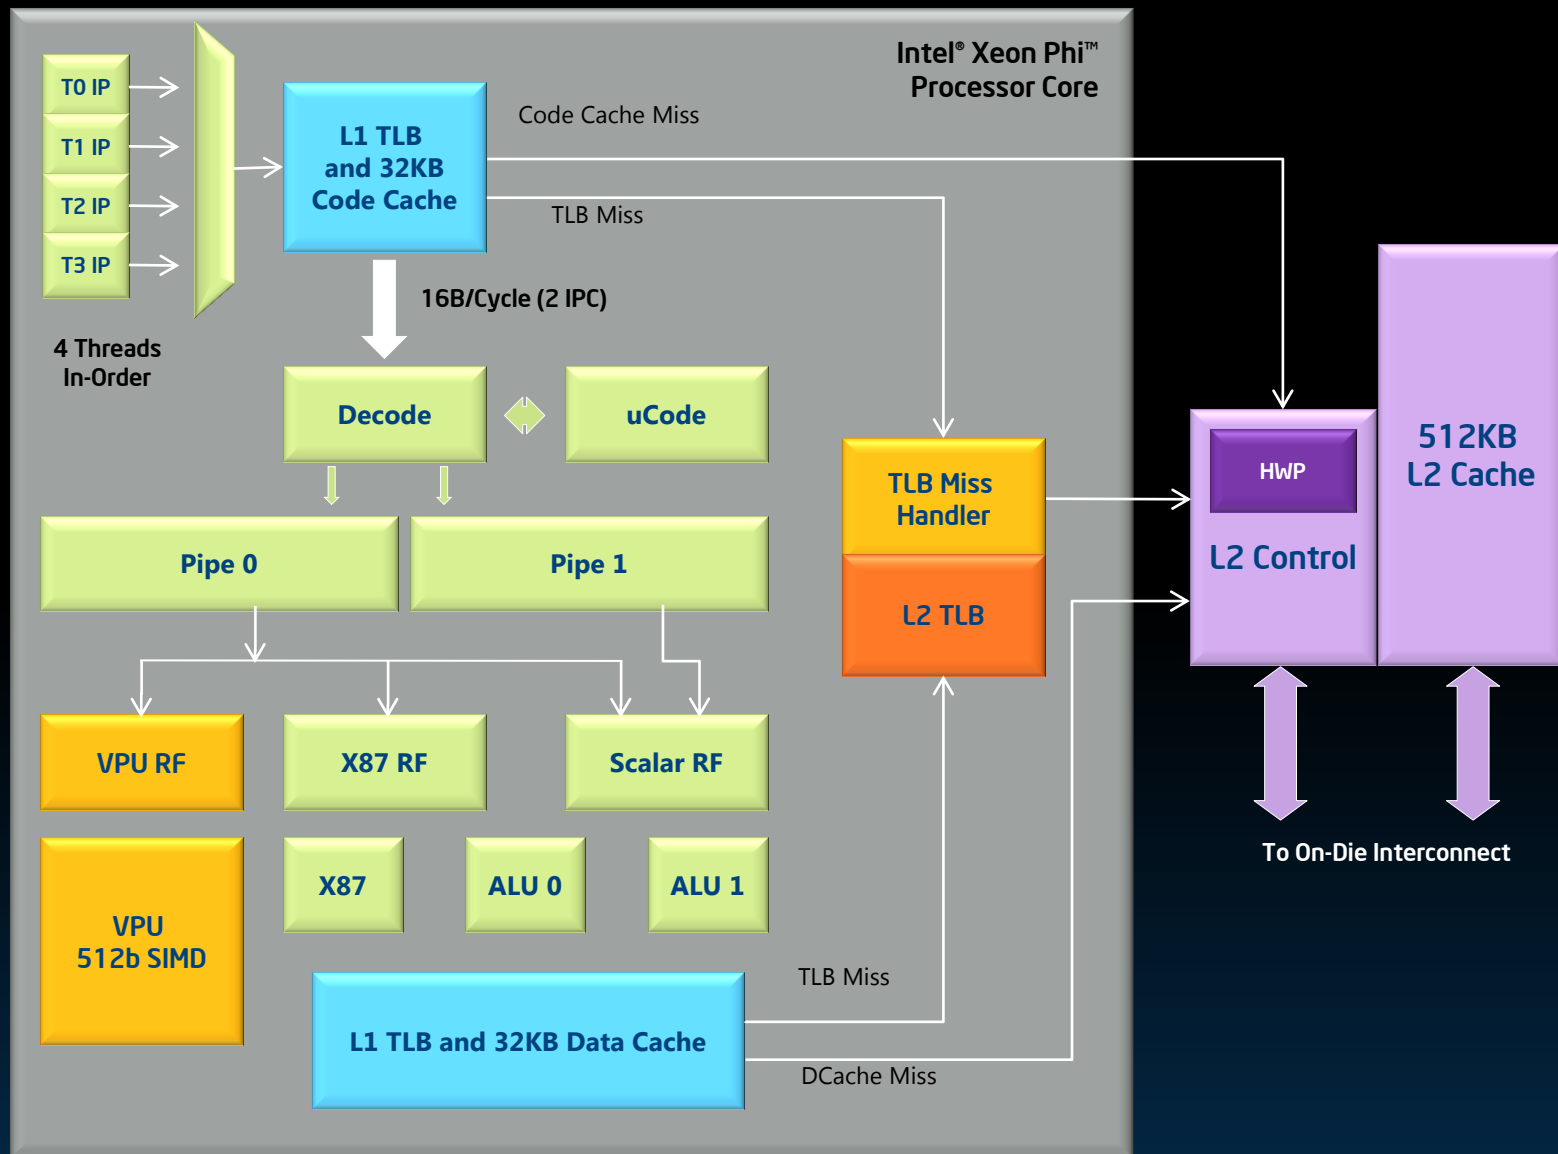 Intel® Xeon Phi™
Processor Core
T0 IP
T1 IP
T2 IP
T3 IP
4 Threads
In-Order
L1 TLB
and 32KB
Code Cache
Code Cache Miss
TLB Miss
16B/Cycle (2 IPC)
Decode
uCode
Pipe 0
Pipe 1
TLB Miss
Handler
L2 TLB
HWP
L2 Control
512KB
L2 Cache
VPU RF
X87 RF
Scalar RF
VPU
512b SIMD
X87
ALU 0
ALU 1
To On-Die Interconnect
TLB Miss
L1 TLB and 32KB Data Cache
DCache Miss